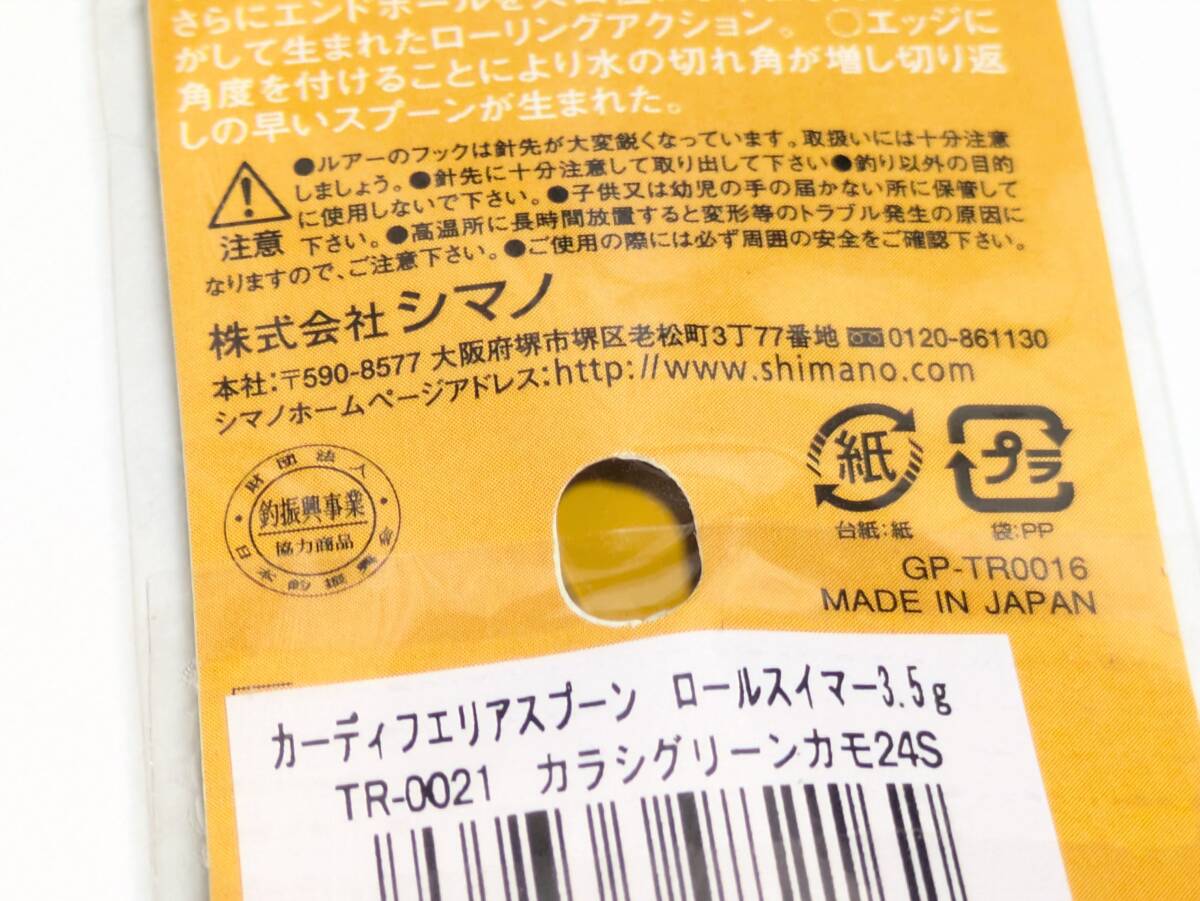 さらにエンドホールを大口径に
がして生まれたローリングアクション。〇エッジに
角度を付けることにより水の切れ角が増し切り返
しの早いスプーンが生まれた。
●ルアーのフックは針先が大変鋭くなっています。取扱いには十分注意
しましょう。●針先に十分注意して取り出して下さい●釣り以外の目的
に使用しないで下さい。●子供又は幼児の手の届かない所に保管して
注意 下さい。●高温所に長時間放置すると変形等のトラブル発生の原因に
なりますので、ご注意下さい。●ご使用の際には必ず周囲の安全をご確認下さい。
株式会社 シマノ
本社:〒590-8577 大阪府堺市堺区老松町3丁77番地 0120-861130
シマノホームページアドレス:http://www.shimano.com
財団法人
釣振興事業
協力商品
日本釣振興会
紙
プラ
台紙:紙
袋:PP
GP-TR0016
MADE IN JAPAN
カーディフエリアスプーン ロールスイマー3.5g
TR-0021 カラシグリーンカモ24S